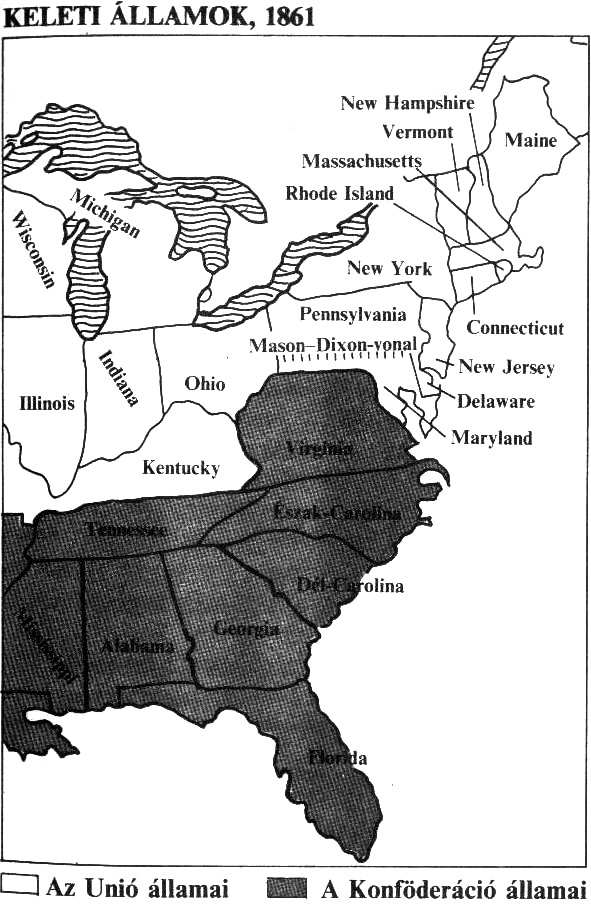 KELETI ÁLLAMOK, 1861
New Hampshire
Vermont
Maine
Massachusetts
Rhode Island
Michigan
Wisconsin
New York
Pennsylvania
Connecticut
Mason–Dixon-vonal
New Jersey
Indiana
Ohio
Illinois
Delaware
Maryland
Virginia
Kentucky
Észak-Carolina
Tennessee
Dél-Carolina
Georgia
Mississippi
Alabama
Florida
Az Unió államai
A Konföderáció államai